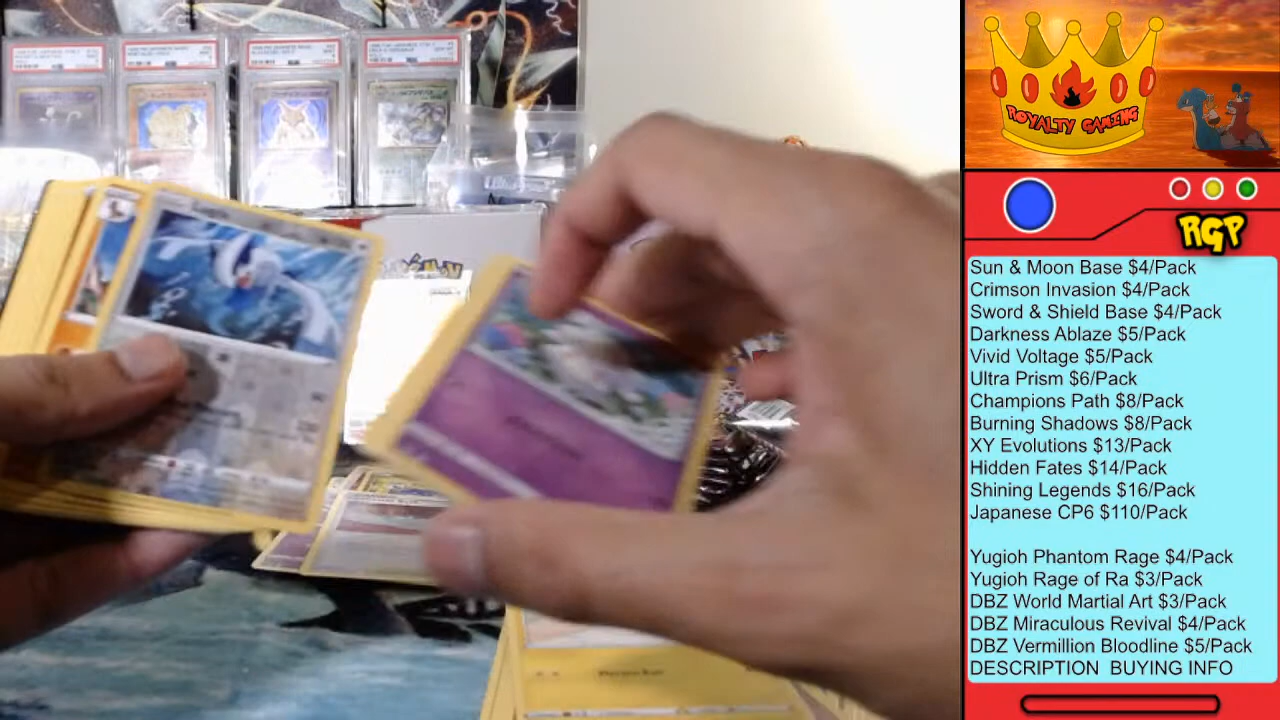 ROYALTY GAMING
RGP
Sun & Moon Base $4/Pack
Crimson Invasion $4/Pack
Sword & Shield Base $4/Pack
Darkness Ablaze $5/Pack
Vivid Voltage $5/Pack
Ultra Prism $6/Pack
Champions Path $8/Pack
Burning Shadows $8/Pack
XY Evolutions $13/Pack
Hidden Fates $14/Pack
Shining Legends $16/Pack
Japanese CP6 $110/Pack
Yugioh Phantom Rage $4/Pack
Yugioh Rage of Ra $3/Pack
DBZ World Martial Art $3/Pack
DBZ Miraculous Revival $4/Pack
DBZ Vermillion Bloodline $5/Pack
DESCRIPTION BUYING INFO